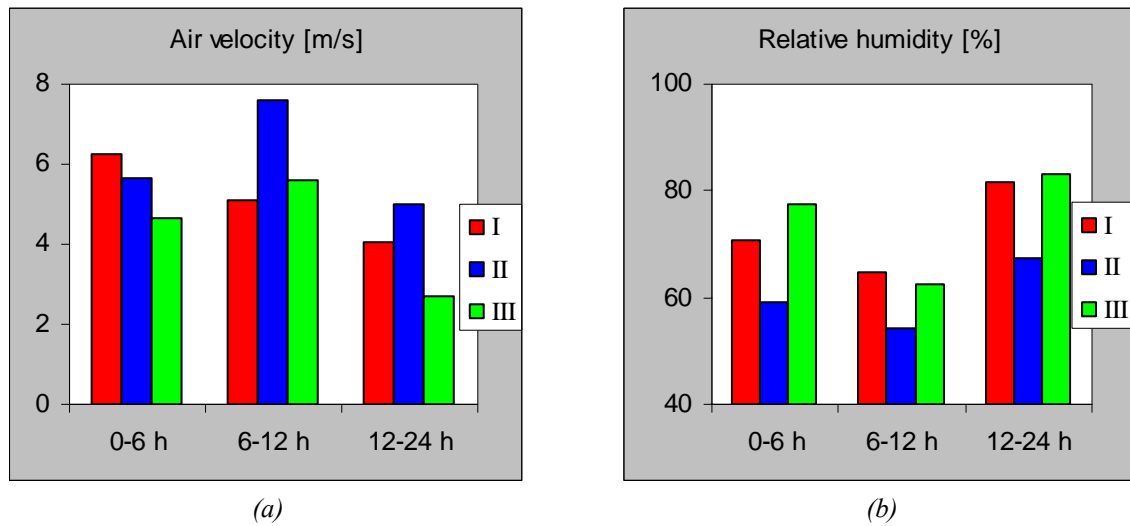 Air velocity [m/s]
8
6
4
2
0
0-6 h 6-12 h 12-24 h
I
II
III
(a)
Relative humidity [%]
100
80
60
40
0-6 h 6-12 h 12-24 h
I
II
III
(b)